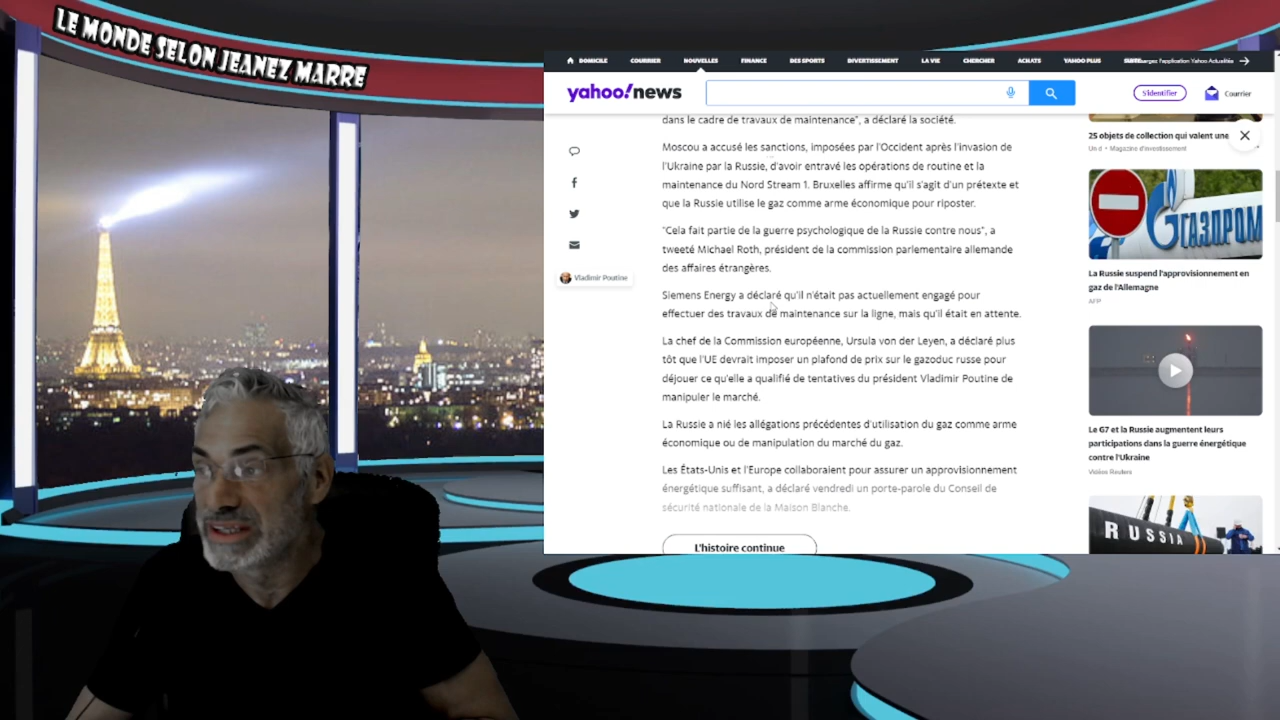 LE MONDE SELON JEANEZ MARRE
DOMICILE COURRIER NOUVELLES FINANCE DES SPORTS DIVERTISSEMENT LA VIE CHERCHER ACHATS YAHOO PLUS l'application Yahoo Actualités
yahoo!news
S'identifier
Courrier
dans le cadre de travaux de maintenance", a déclaré la société.
Moscou a accusé les sanctions, imposées par l'Occident après l'invasion de
l'Ukraine par la Russie, d'avoir entravé les opérations de routine et la
maintenance du Nord Stream 1. Bruxelles affirme qu'il s'agit d'un prétexte et
que la Russie utilise le gaz comme arme économique pour riposter.
"Cela fait partie de la guerre psychologique de la Russie contre nous", a
tweeté Michael Roth, président de la commission parlementaire allemande
des affaires étrangères.
Vladimir Poutine
Siemens Energy a déclaré qu'il n'était pas actuellement engagé pour
effectuer des travaux de maintenance sur la ligne, mais qu'il était en attente.
La chef de la Commission européenne, Ursula von der Leyen, a déclaré plus
tôt que l'UE devrait imposer un plafond de prix sur le gazoduc russe pour
déjouer ce qu'elle a qualifié de tentatives du président Vladimir Poutine de
manipuler le marché.
La Russie a nié les allégations précédentes d'utilisation du gaz comme arme
économique ou de manipulation du marché du gaz.
Les États-Unis et l'Europe collaboraient pour assurer un approvisionnement
énergétique suffisant, a déclaré vendredi un porte-parole du Conseil de
sécurité nationale de la Maison Blanche.
L'histoire continue
25 objets de collection qui valent une
Un d • Magazine d'investissement
ГАЗПРОМ
La Russie suspend l'approvisionnement en
gaz de l'Allemagne
AFP
Le G7 et la Russie augmentent leurs
participations dans la guerre énergétique
contre l'Ukraine
Vidéos Reuters
RUSSIA